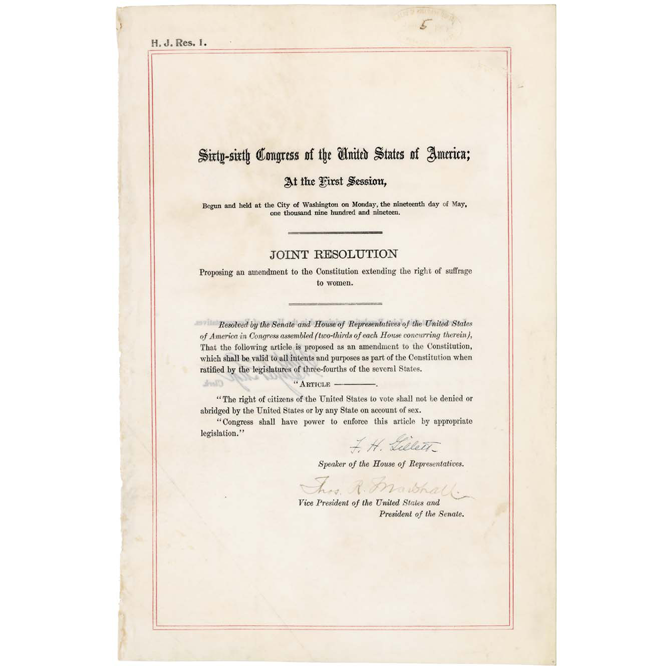 5
H. J. Res. 1.
Sixty-sixth Congress of the United States of America;
At the First Session,
Begun and held at the City of Washington on Monday, the nineteenth day of May,
one thousand nine hundred and nineteen.
JOINT RESOLUTION
Proposing an amendment to the Constitution extending the right of suffrage
to women.
Resolved by the Senate and House of Representatives of the United States
of America in Congress assembled (two-thirds of each House concurring therein),
That the following article is proposed as an amendment to the Constitution,
which shall be valid to all intents and purposes as part of the Constitution when
ratified by the legislatures of three-fourths of the several States.
"ARTICLE ————.
"The right of citizens of the United States to vote shall not be denied or
abridged by the United States or by any State on account of sex.
"Congress shall have power to enforce this article by appropriate
legislation."
F. H. Gillett
Speaker of the House of Representatives.
Thos. R. Marshall
Vice President of the United States and
President of the Senate.